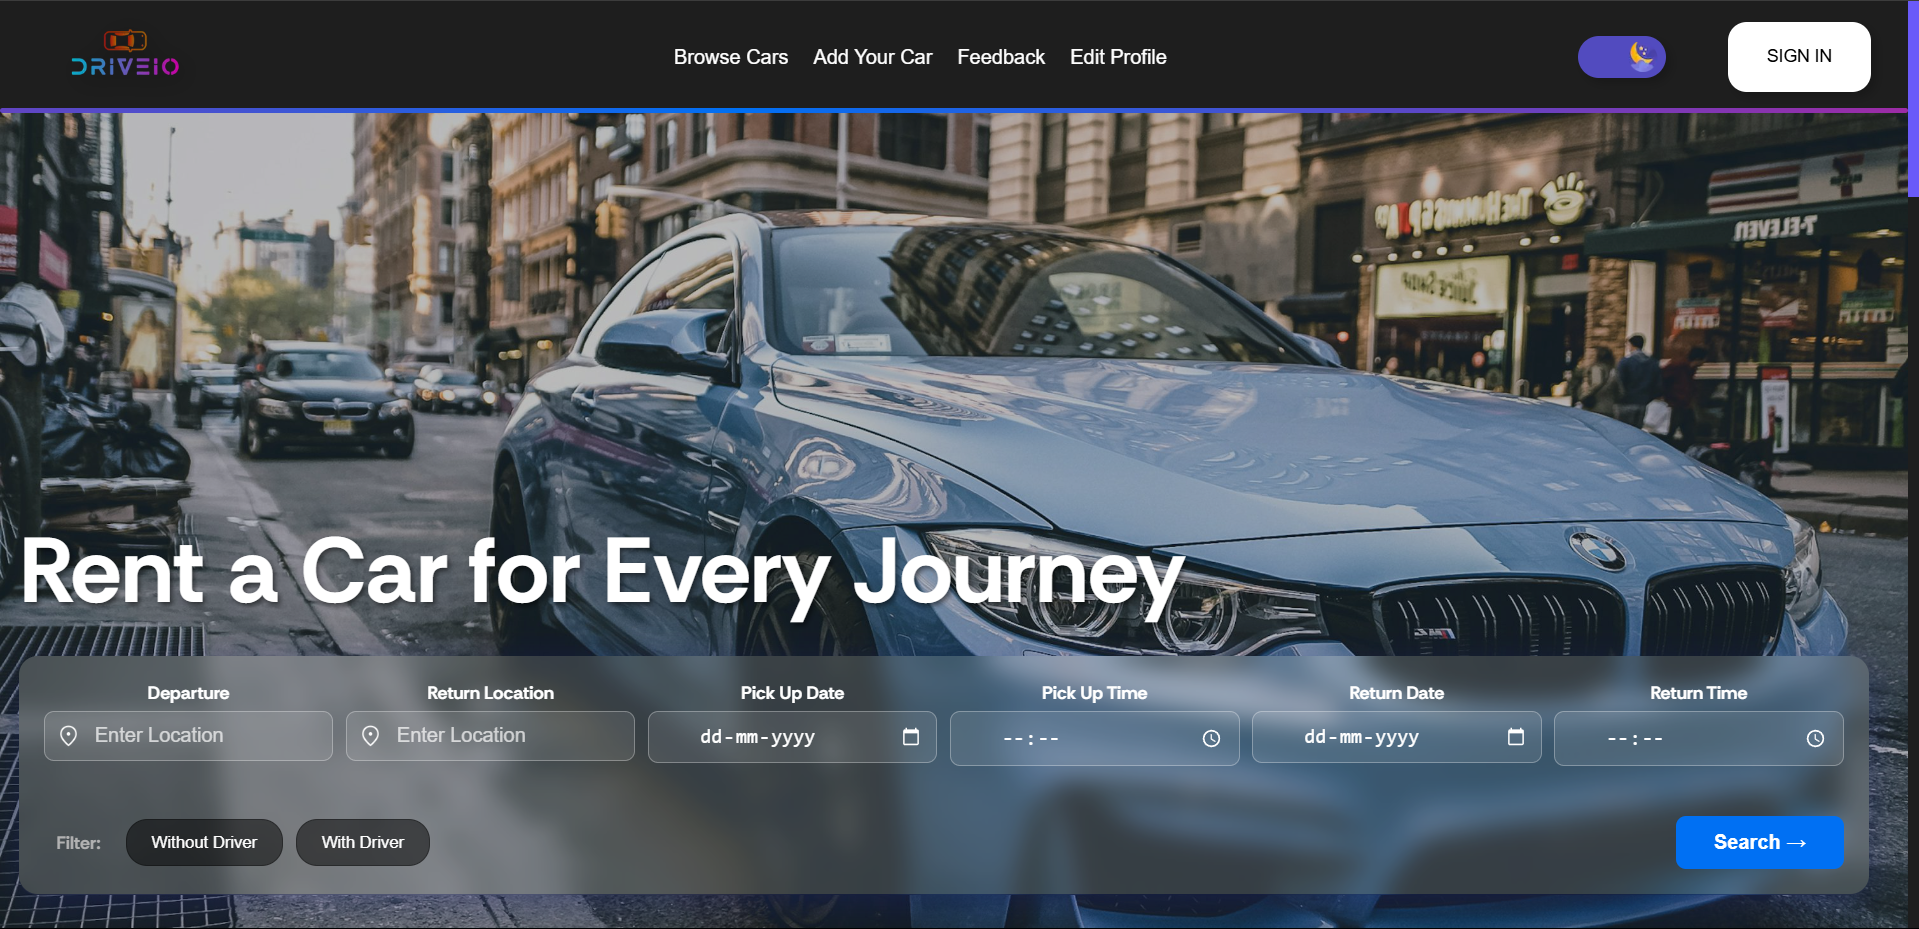 DRIVEIO
Browse Cars
Add Your Car
Feedback
Edit Profile
SIGN IN
7-ELEVEN
Rent a Car for Every Journey
Departure
Return Location
Pick Up Date
Pick Up Time
Return Date
Return Time
Enter Location
Enter Location
dd-mm-yyyy
--:--
dd-mm-yyyy
--:--
Filter:
Without Driver
With Driver
Search →